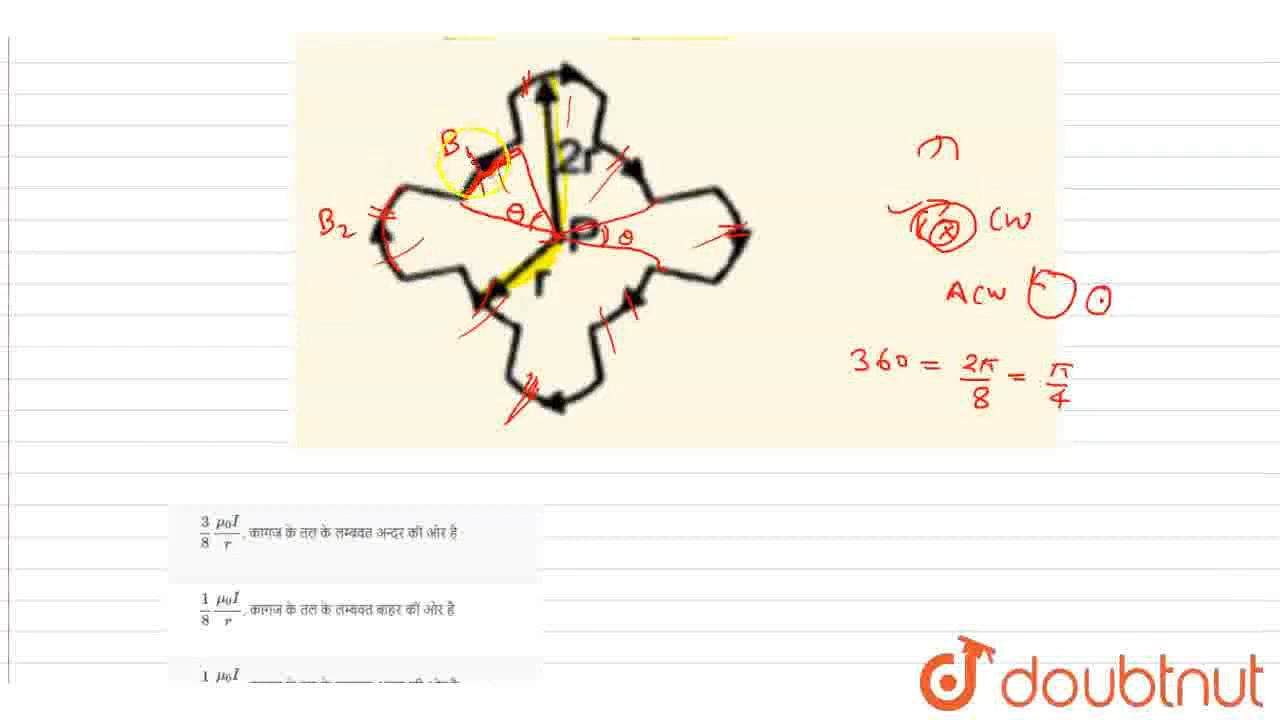 2r
P
r
B₁
B₂
θ
θ
CW
ACW
360 = 2π/8 = π/4
3/8 μ₀I/r, कागज के तल के लम्बवत अन्दर की ओर है
1/8 μ₀I/r, कागज के तल के लम्बवत बाहर की ओर है
doubtnut